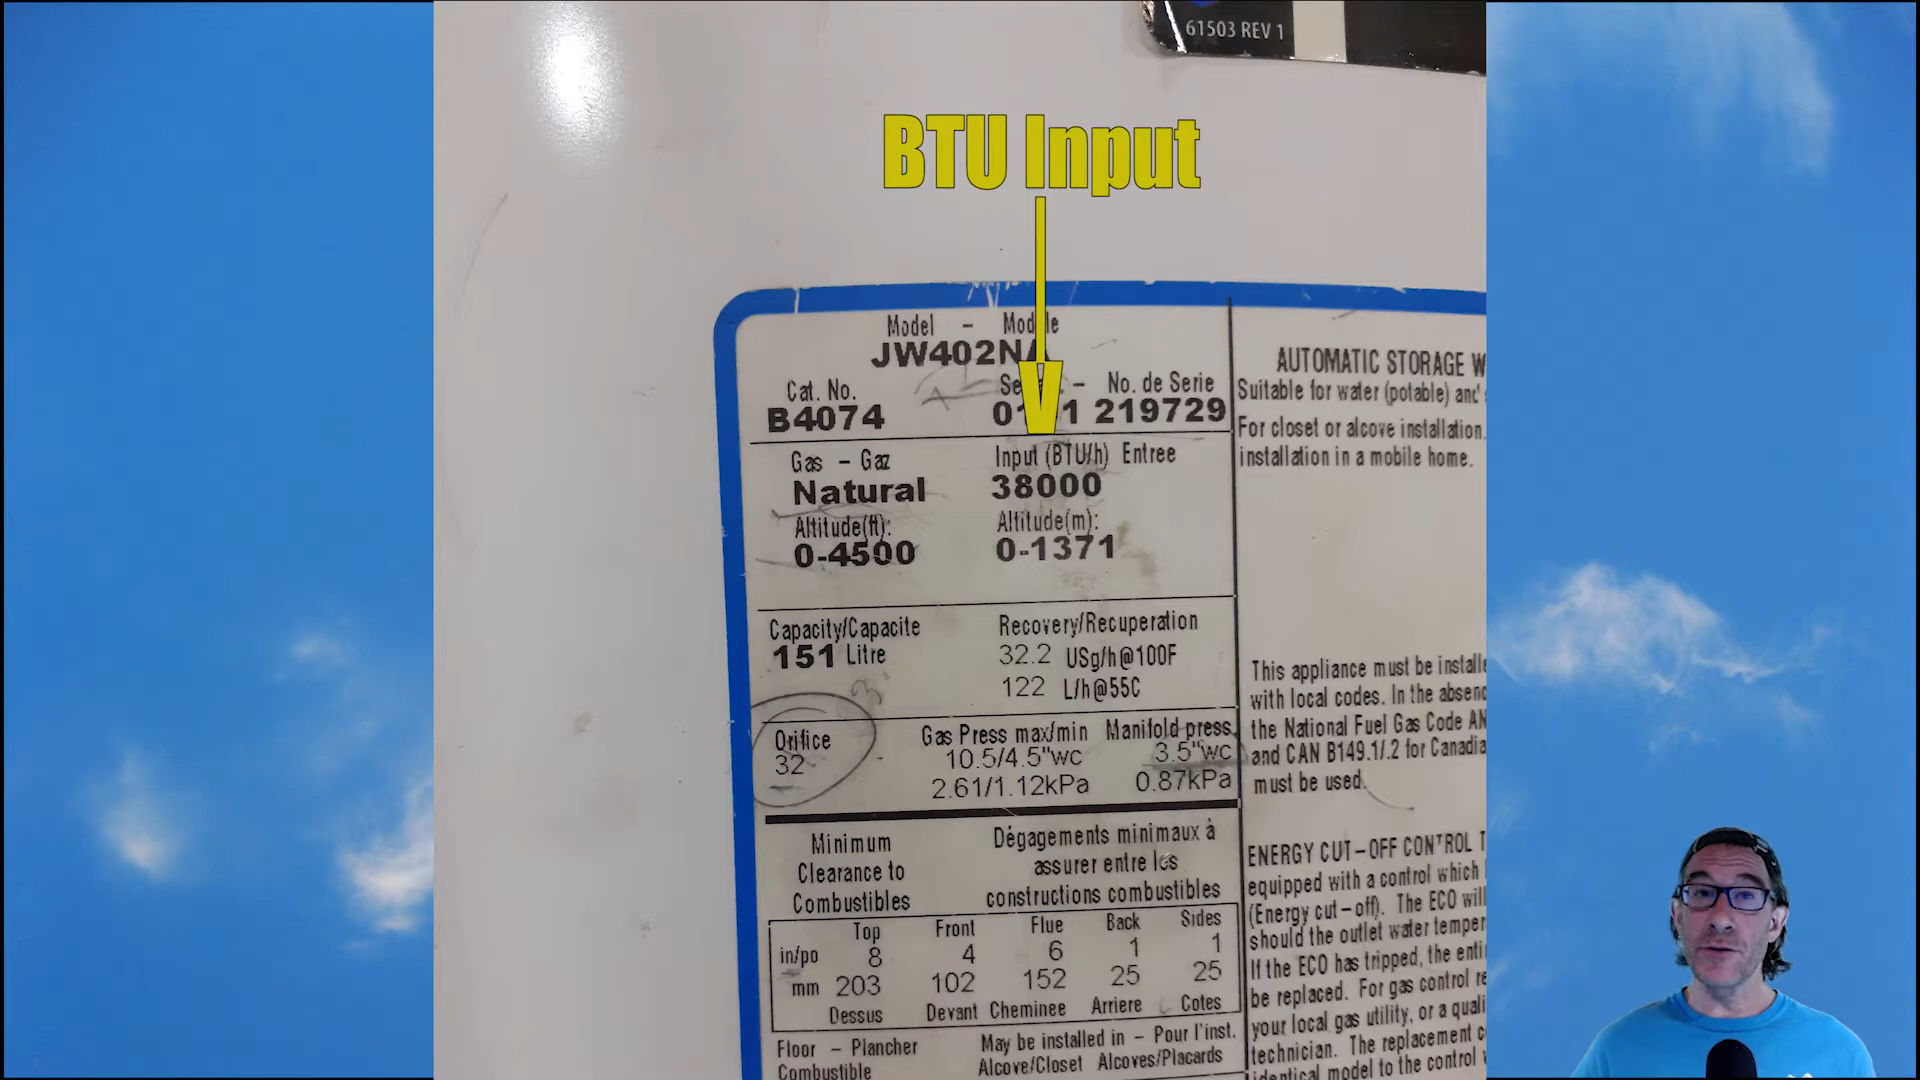 61503 REV 1
BTU Input
Model - Modele
JW402NA
Cat. No.
No. de Serie
B4074
219729
Gas - Gaz
Input (BTU/h) Entree
Natural
38000
Altitude(ft):
Altitude(m):
0-4500
0-1371
Capacity/Capacite
151 Litre
Recovery/Recuperation
32.2 USg/h@100F
122 L/h@55C
Orifice
32
Gas Press max/min
10.5/4.5"wc
2.61/1.12kPa
Manifold press.
3.5"wc
0.87kPa
Minimum
Clearance to
Combustibles
Dégagements minimaux à
assurer entre les
constructions combustibles
Top Front Flue Back Sides
in/po 8 4 6 1 1
mm 203 102 152 25 25
Dessus Devant Cheminee Arriere Cotes
Floor - Plancher
Combustible
May be installed in - Pour l'inst.
Alcove/Closet Alcoves/Placards
AUTOMATIC STORAGE W
Suitable for water (potable) and
For closet or alcove installation.
installation in a mobile home.
This appliance must be installe
with local codes. In the absenc
the National Fuel Gas Code AN
and CAN B149.1/.2 for Canadia
must be used.
ENERGY CUT-OFF CONTROL T
equipped with a control which
(Energy cut-off). The ECO will
should the outlet water temper
If the ECO has tripped, the enti
be replaced. For gas control re
your local gas utility, or a quali
technician. The replacement c
identical model to the control